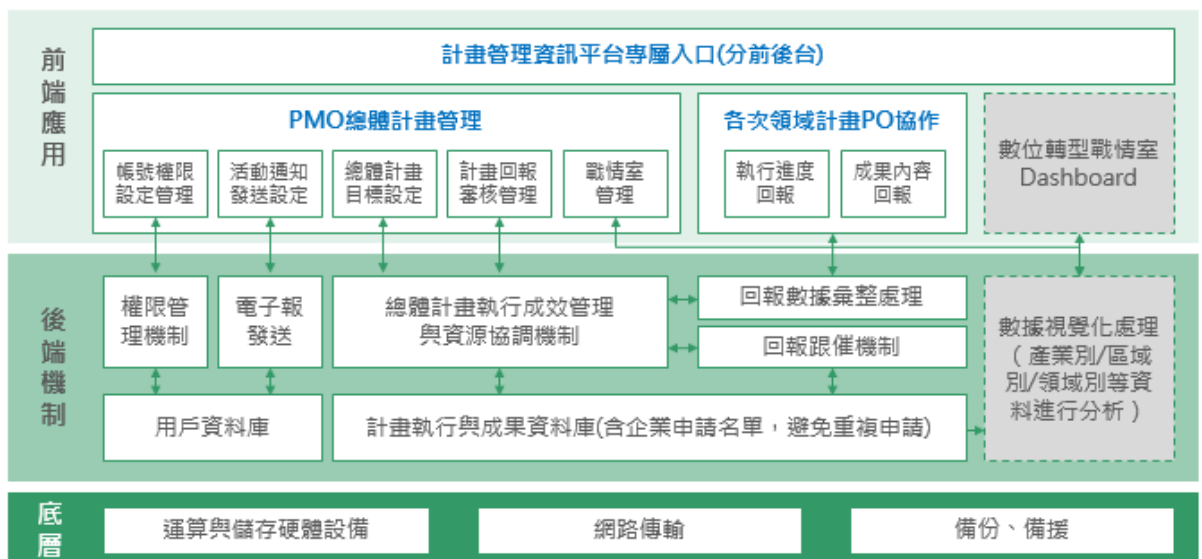 前
端
應
用
計畫管理資訊平台專屬入口(分前後台)
PMO總體計畫管理
帳號權限
設定管理
活動通知
發送設定
總體計畫
目標設定
計畫回報
審核管理
戰情室
管理
各次領域計畫PO協作
執行進度
回報
成果內容
回報
數位轉型戰情室
Dashboard
後
端
機
制
權限管
理機制
電子報
發送
總體計畫執行成效管理
與資源協調機制
回報數據彙整處理
回報跟催機制
用戶資料庫
計畫執行與成果資料庫(含企業申請名單，避免重複申請)
數據視覺化處理
（產業別/區域
別/領域別等資
料進行分析）
底
層
運算與儲存硬體設備
網路傳輸
備份、備援